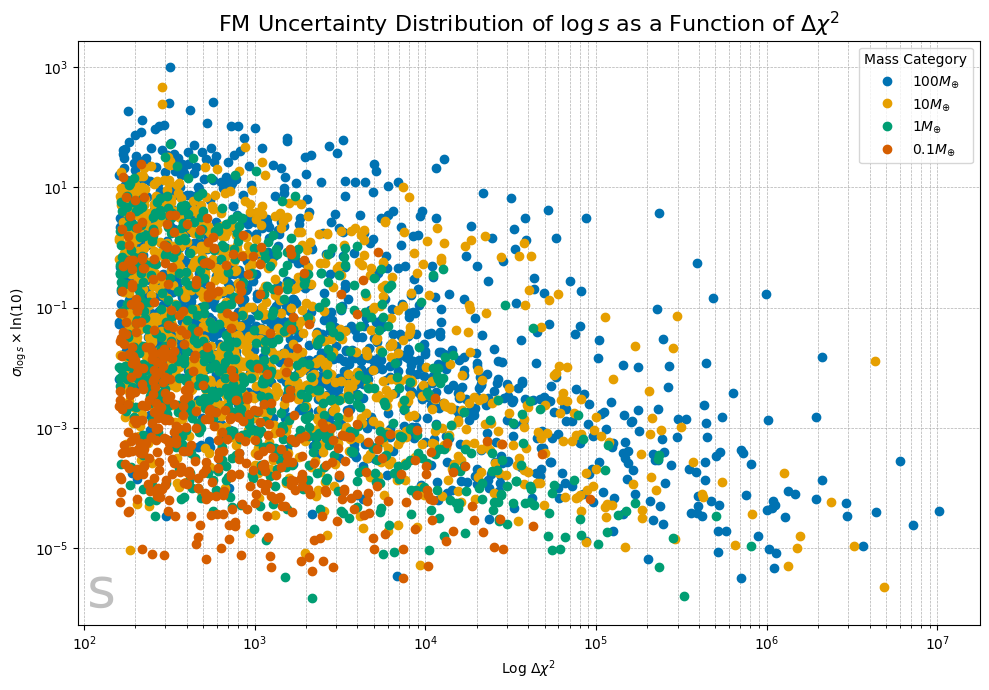 FM Uncertainty Distribution of log s as a Function of Δχ²
Mass Category
100M⊕
10M⊕
1M⊕
0.1M⊕
10³
10¹
10⁻¹
10⁻³
10⁻⁵
σ_log s × ln(10)
s
10² 10³ 10⁴ 10⁵ 10⁶ 10⁷
Log Δχ²